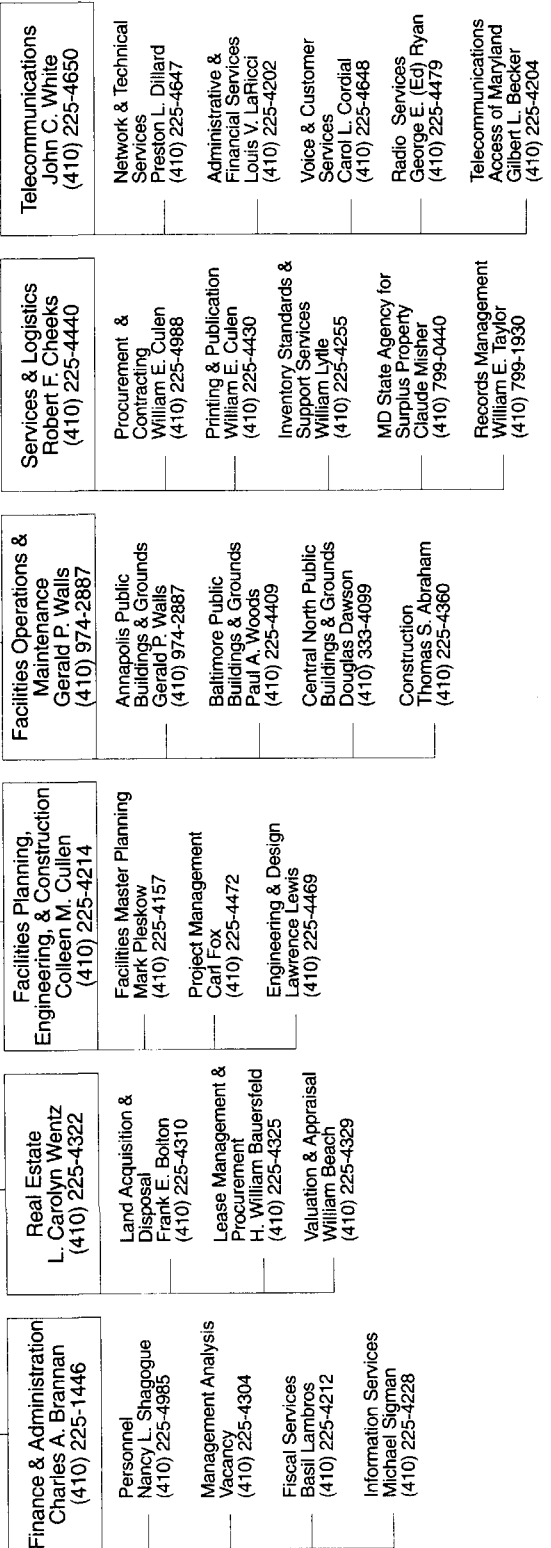 Finance & Administration
Charles A. Brannan
(410) 225-1446
Personnel
Nancy L. Shagogue
(410) 225-4985
Management Analysis
Vacancy
(410) 225-4304
Fiscal Services
Basil Lambros
(410) 225-4212
Information Services
Michael Sigman
(410) 225-4228
Real Estate
L. Carolyn Wentz
(410) 225-4322
Land Acquisition &
Disposal
Frank E. Bolton
(410) 225-4310
Lease Management &
Procurement
H. William Bauersfeld
(410) 225-4325
Valuation & Appraisal
William Beach
(410) 225-4329
Facilities Planning,
Engineering, & Construction
Colleen M. Cullen
(410) 225-4214
Facilities Master Planning
Mark Pleskow
(410) 225-4157
Project Management
Carl Fox
(410) 225-4472
Engineering & Design
Lawrence Lewis
(410) 225-4469
Facilities Operations &
Maintenance
Gerald P. Walls
(410) 974-2887
Annapolis Public
Buildings & Grounds
Gerald P. Walls
(410) 974-2887
Baltimore Public
Buildings & Grounds
Paul A. Woods
(410) 225-4409
Central North Public
Buildings & Grounds
Douglas Dawson
(410) 333-4099
Construction
Thomas S. Abraham
(410) 225-4360
Services & Logistics
Robert F. Cheeks
(410) 225-4440
Procurement &
Contracting
William E. Culen
(410) 225-4988
Printing & Publication
William E. Culen
(410) 225-4430
Inventory Standards &
Support Services
William Lytle
(410) 225-4255
MD State Agency for
Surplus Property
Claude Misher
(410) 799-0440
Records Management
William E. Taylor
(410) 799-1930
Telecommunications
John C. White
(410) 225-4650
Network & Technical
Services
Preston L. Dillard
(410) 225-4647
Administrative &
Financial Services
Louis V. LaRicci
(410) 225-4202
Voice & Customer
Services
Carol L. Cordial
(410) 225-4648
Radio Services
George E. (Ed) Ryan
(410) 225-4479
Telecommunications
Access of Maryland
Gilbert L. Becker
(410) 225-4204